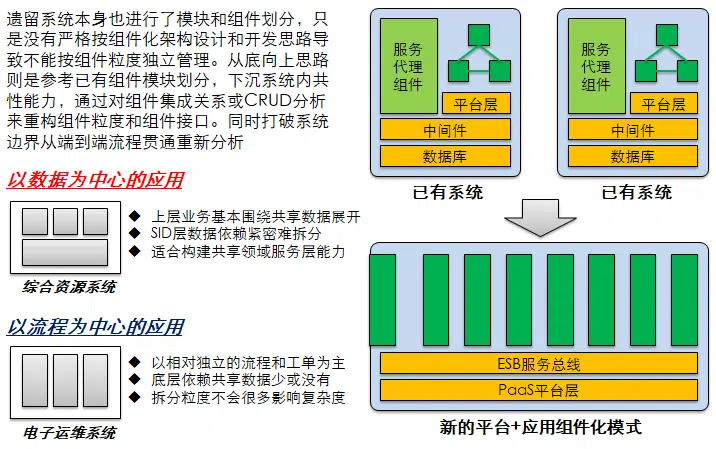 遗留系统本身也进行了模块和组件划分，只
是没有严格按组件化架构设计和开发思路导
致不能按组件粒度独立管理。从底向上思路
则是参考已有组件模块划分，下沉系统内共
性能力，通过对组件集成关系或CRUD分析
来重构组件粒度和组件接口。同时打破系统
边界从端到端流程贯通重新分析
以数据为中心的应用
◆ 上层业务基本围绕共享数据展开
◆ SID层数据依赖紧密难拆分
◆ 适合构建共享领域服务层能力
综合资源系统
以流程为中心的应用
◆ 以相对独立的流程和工单为主
◆ 底层依赖共享数据少或没有
◆ 拆分粒度不会很多影响复杂度
电子运维系统
服务
代理
组件
平台层
中间件
数据库
已有系统
服务
代理
组件
平台层
中间件
数据库
已有系统
ESB服务总线
PaaS平台层
新的平台+应用组件化模式